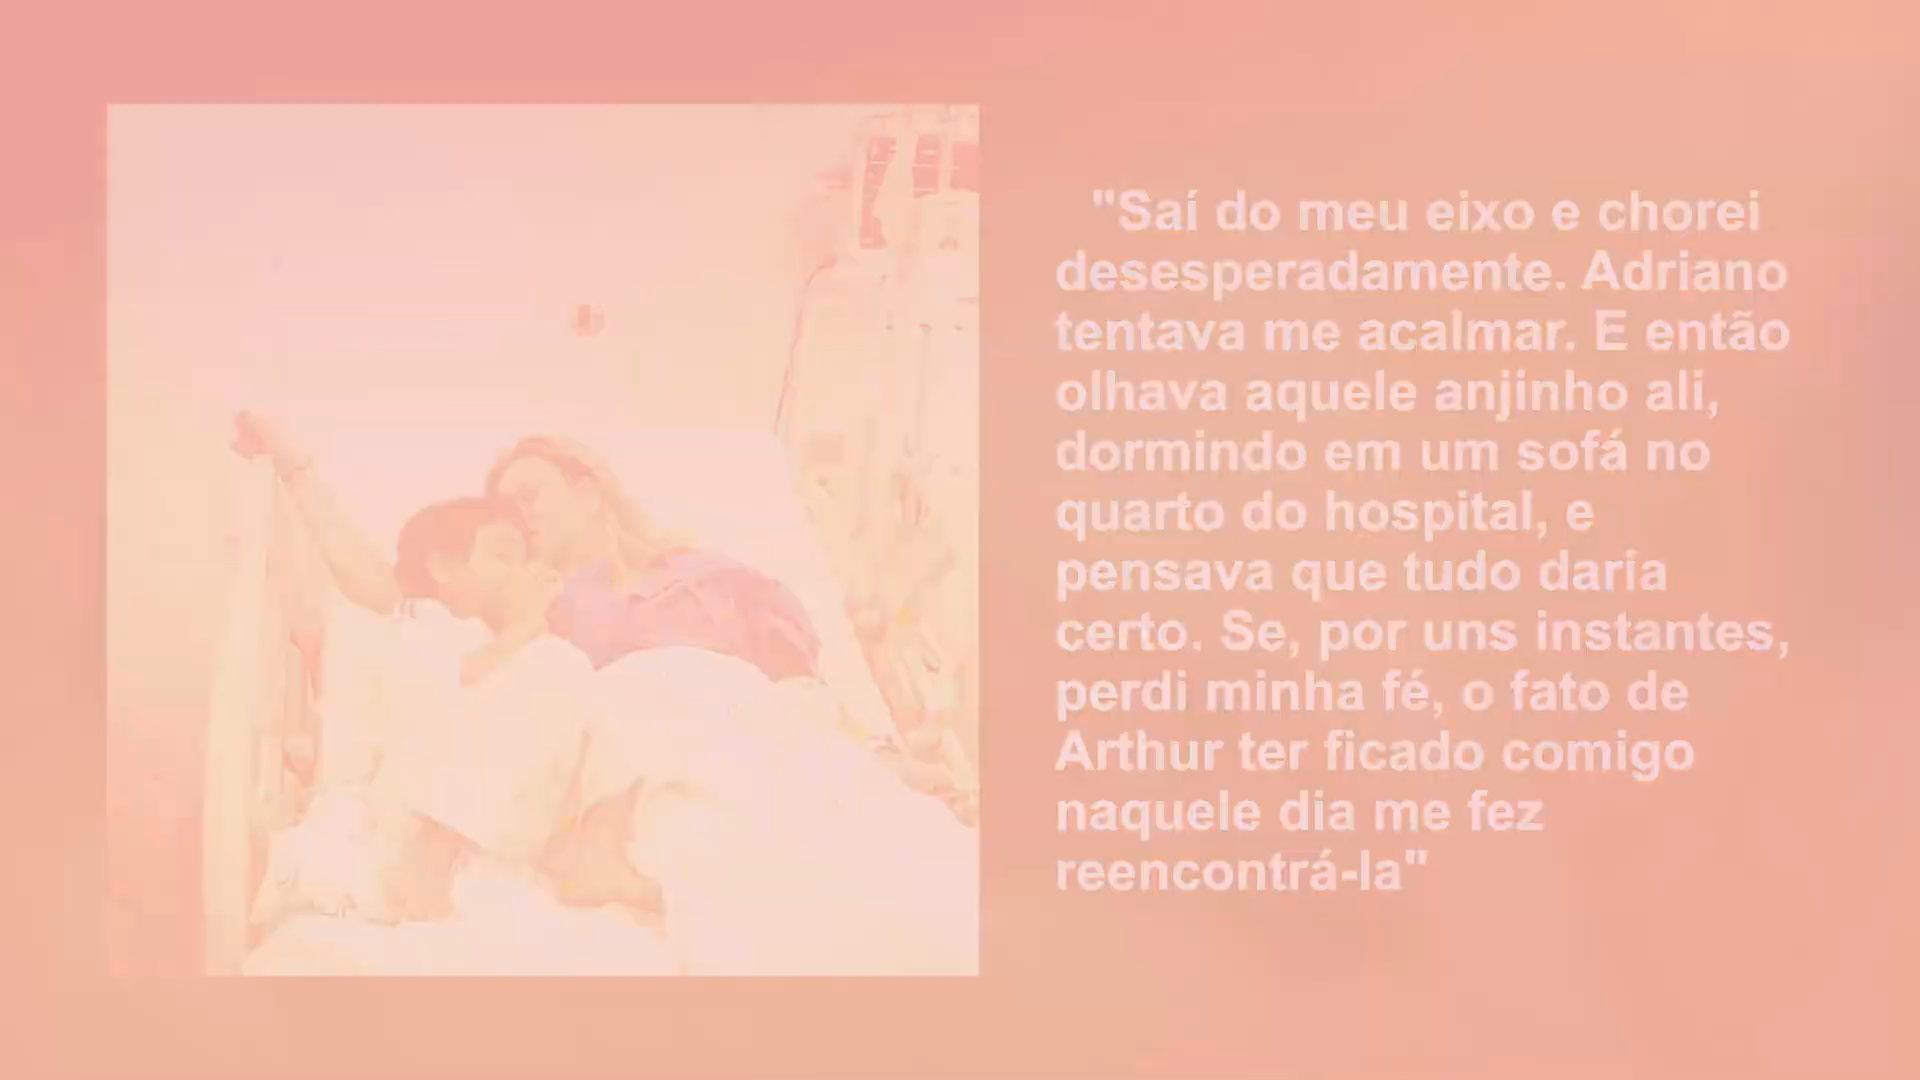 "Saí do meu eixo e chorei
desesperadamente. Adriano
tentava me acalmar. E então
olhava aquele anjinho ali,
dormindo em um sofá no
quarto do hospital, e
pensava que tudo daria
certo. Se, por uns instantes,
perdi minha fé, o fato de
Arthur ter ficado comigo
naquele dia me fez
reencontrá-la"